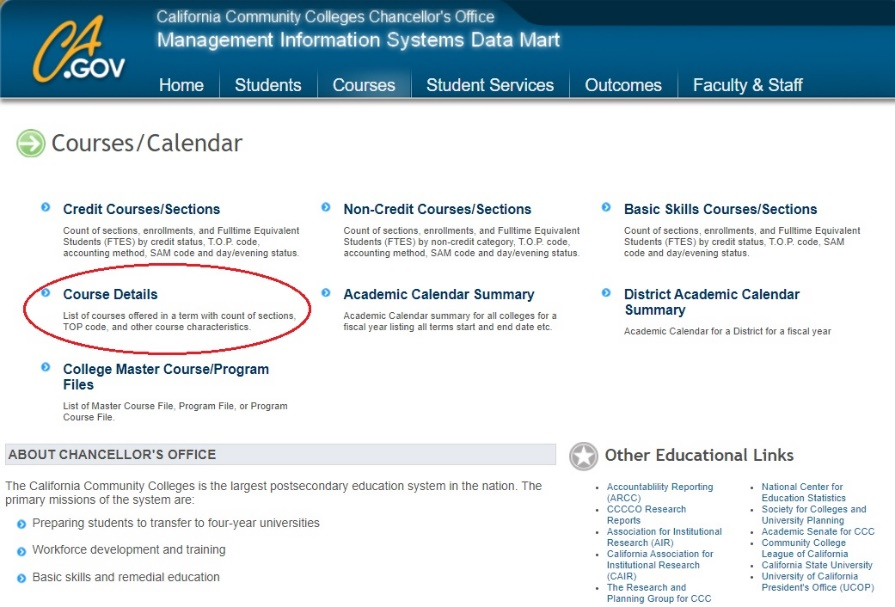 California Community Colleges Chancellor's Office
CA
.GOV
Management Information Systems Data Mart
Home Students Courses Student Services Outcomes Faculty & Staff
Courses/Calendar
Credit Courses/Sections
Count of sections, enrollments, and Fulltime Equivalent
Students (FTES) by credit status, T.O.P. code,
accounting method, SAM code and day/evening status.
Non-Credit Courses/Sections
Count of sections, enrollments, and Fulltime Equivalent
Students (FTES) by non-credit category, T.O.P. code,
accounting method, SAM code and day/evening status.
Basic Skills Courses/Sections
Count of sections, enrollments, and Fulltime Equivalent
Students (FTES) by credit status, T.O.P. code, SAM
code and day/evening status.
Course Details
List of courses offered in a term with count of sections,
TOP code, and other course characteristics.
Academic Calendar Summary
Academic Calendar summary for all colleges for a
fiscal year listing all terms start and end date etc.
District Academic Calendar
Summary
Academic Calendar for a District for a fiscal year
College Master Course/Program
Files
List of Master Course File, Program File, or Program
Course File.
ABOUT CHANCELLOR'S OFFICE
The California Community Colleges is the largest postsecondary education system in the nation. The
primary missions of the system are:
Preparing students to transfer to four-year universities
Workforce development and training
Basic skills and remedial education
Other Educational Links
Accountablility Reporting
(ARCC)
CCCCO Research
Reports
Association for Institutional
Research (AIR)
California Association for
Institutional Research
(CAIR)
The Research and
Planning Group for CCC
National Center for
Education Statistics
Society for Colleges and
University Planning
Academic Senate for CCC
Community College
League of California
California State University
University of California
President's Office (UCOP)